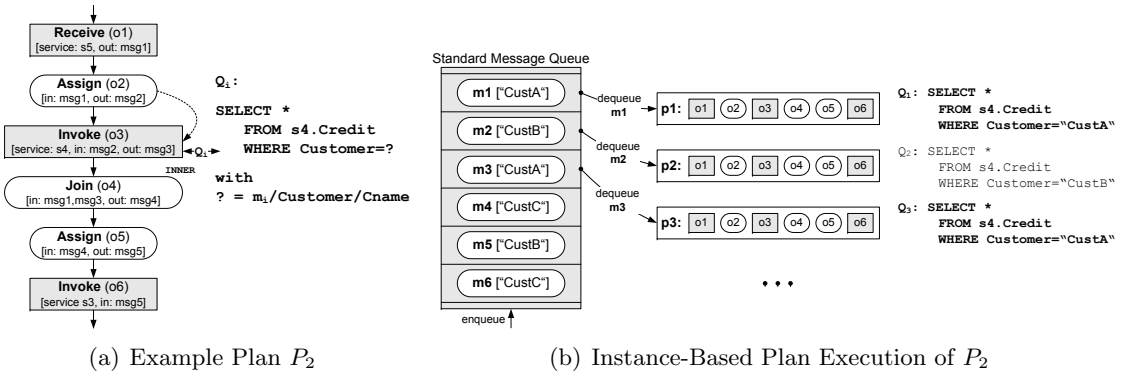 Receive (o1)
[service: s5, out: msg1]
Assign (o2)
[in: msg1, out: msg2]
Invoke (o3)
[service: s4, in: msg2, out: msg3]
INNER
Join (o4)
[in: msg1,msg3, out: msg4]
Assign (o5)
[in: msg4, out: msg5]
Invoke (o6)
[service s3, in: msg5]
Qi
Qi:
SELECT *
FROM s4.Credit
WHERE Customer=?
with
? = mi/Customer/Cname
(a) Example Plan P2
Standard Message Queue
m1 ["CustA“]
m2 ["CustB“]
m3 ["CustA“]
m4 ["CustC“]
m5 ["CustB“]
m6 ["CustC“]
enqueue
dequeue
m1
p1: o1 o2 o3 o4 o5 o6
dequeue
m2
p2: o1 o2 o3 o4 o5 o6
dequeue
m3
p3: o1 o2 o3 o4 o5 o6
...
Q1: SELECT *
FROM s4.Credit
WHERE Customer=“CustA“
Q2: SELECT *
FROM s4.Credit
WHERE Customer=“CustB“
Q3: SELECT *
FROM s4.Credit
WHERE Customer=“CustA“
(b) Instance-Based Plan Execution of P2